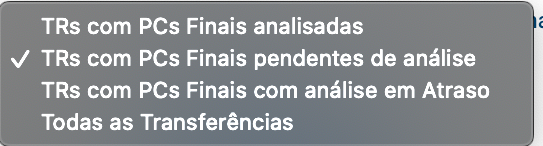 TRs com PCs Finais analisadas
✓ TRs com PCs Finais pendentes de análise
TRs com PCs Finais com análise em Atraso
Todas as Transferências